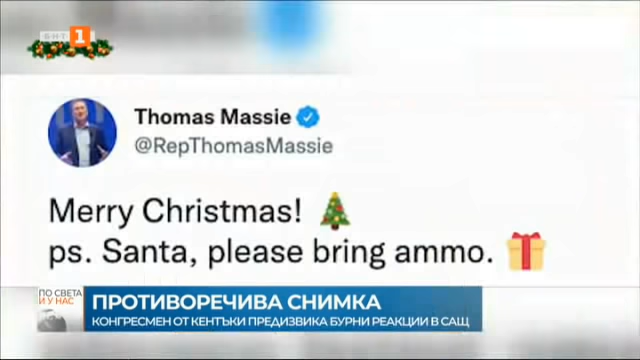 БНТ 1
Thomas Massie
@RepThomasMassie
Merry Christmas! 🎄
ps. Santa, please bring ammo. 🎁
ПО СВЕТА
И У НАС
ПРОТИВОРЕЧИВА СНИМКА
КОНГРЕСМЕН ОТ КЕНТЪКИ ПРЕДИЗВИКА БУРНИ РЕАКЦИИ В САЩ